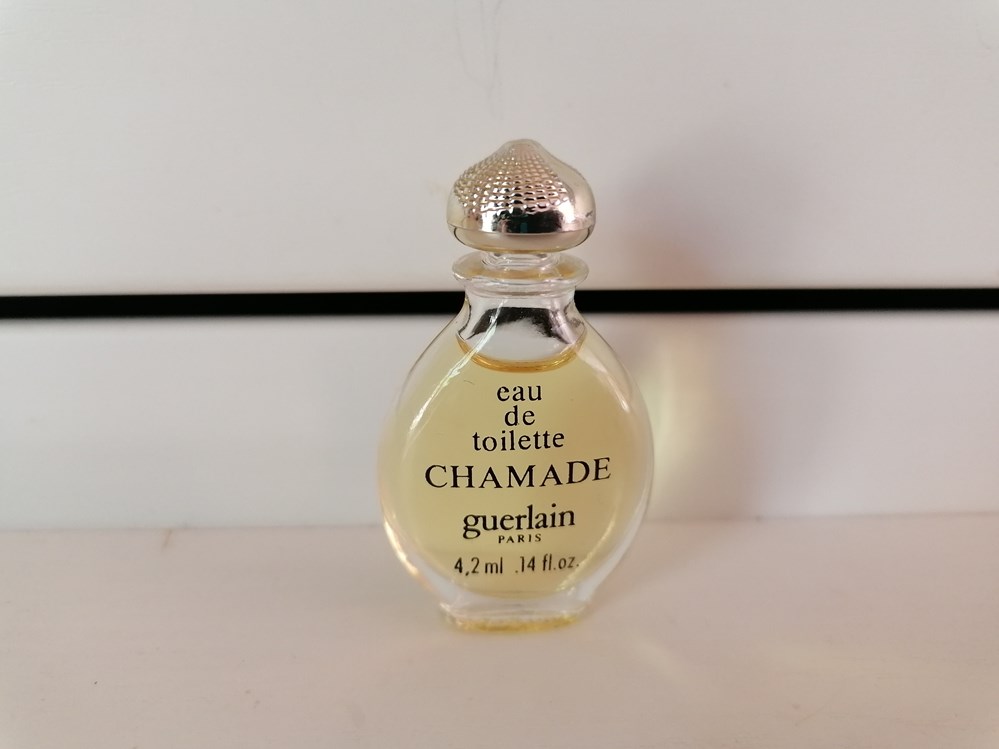 eau
de
toilette
CHAMADE
guerlain
PARIS
4,2 ml .14 fl.oz.